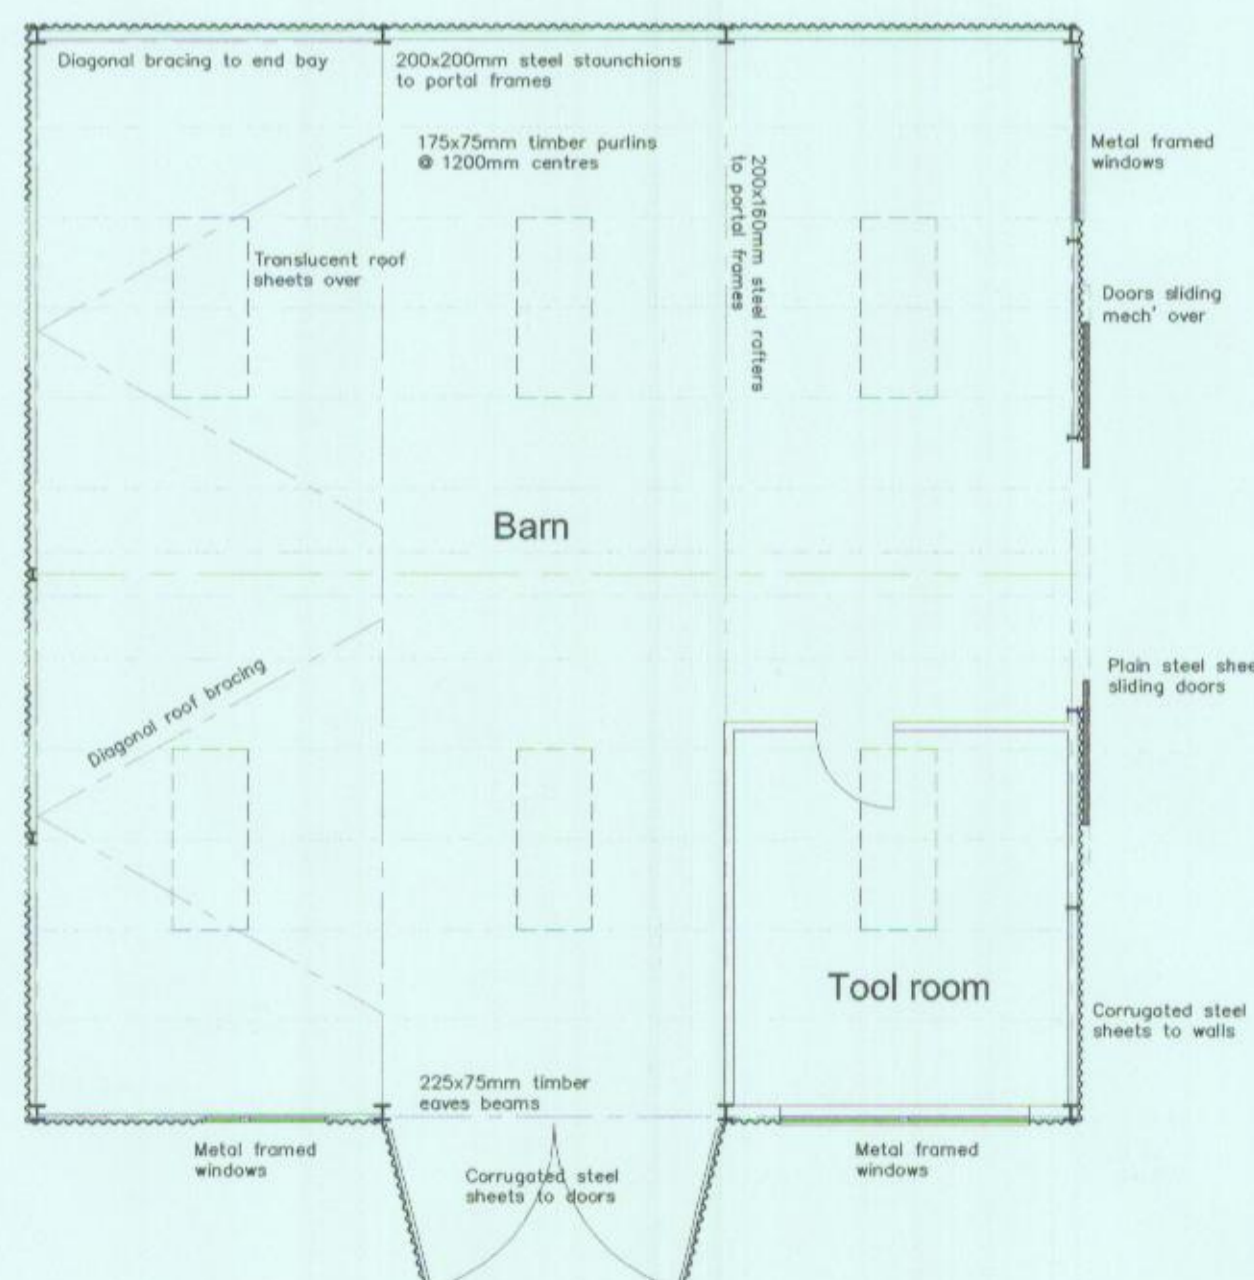 Diagonal bracing to end bay
200x200mm steel staunchions
to portal frames
175x75mm timber purlins
@ 1200mm centres
200x160mm steel rafters
to portal frames
Metal framed
windows
Translucent roof
sheets over
Doors sliding
mech' over
Barn
Diagonal roof bracing
Plain steel shee
sliding doors
Tool room
Corrugated steel
sheets to walls
225x75mm timber
eaves beams
Metal framed
windows
Corrugated steel
sheets to doors
Metal framed
windows